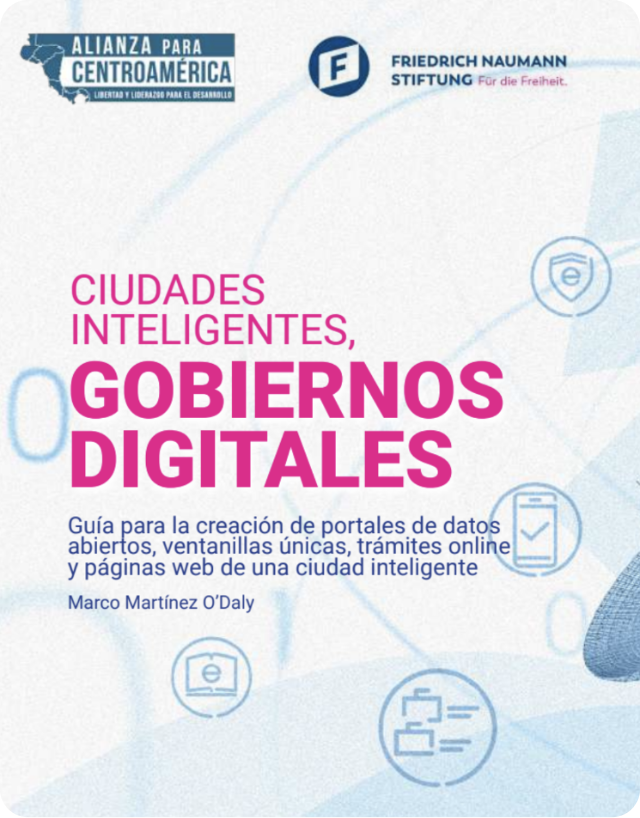 ALIANZA PARA
CENTROAMÉRICA
LIBERTAD Y LIDERAZGO PARA EL DESARROLLO
F
FRIEDRICH NAUMANN
STIFTUNG Für die Freiheit.
CIUDADES
INTELIGENTES,
GOBIERNOS
DIGITALES
Guía para la creación de portales de datos
abiertos, ventanillas únicas, trámites online
y páginas web de una ciudad inteligente
Marco Martínez O’Daly